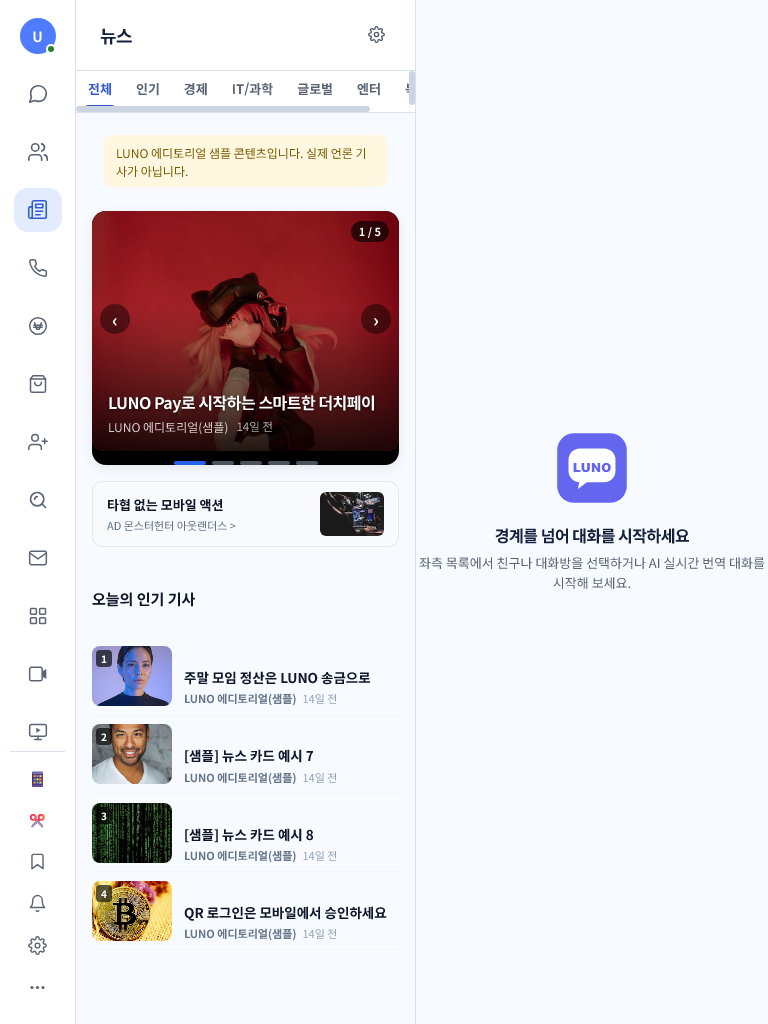 U
뉴스
전체 인기 경제 IT/과학 글로벌 엔터
LUNO 에디토리얼 샘플 콘텐츠입니다. 실제 언론 기
사가 아닙니다.
1 / 5
‹ ›
LUNO Pay로 시작하는 스마트한 더치페이
LUNO 에디토리얼(샘플) 14일 전
타협 없는 모바일 액션
AD 몬스터헌터 아웃랜더스 >
오늘의 인기 기사
1
주말 모임 정산은 LUNO 송금으로
LUNO 에디토리얼(샘플) 14일 전
2
[샘플] 뉴스 카드 예시 7
LUNO 에디토리얼(샘플) 14일 전
3
[샘플] 뉴스 카드 예시 8
LUNO 에디토리얼(샘플) 14일 전
4
QR 로그인은 모바일에서 승인하세요
LUNO 에디토리얼(샘플) 14일 전
LUNO
경계를 넘어 대화를 시작하세요
좌측 목록에서 친구나 대화방을 선택하거나 AI 실시간 번역 대화를
시작해 보세요.